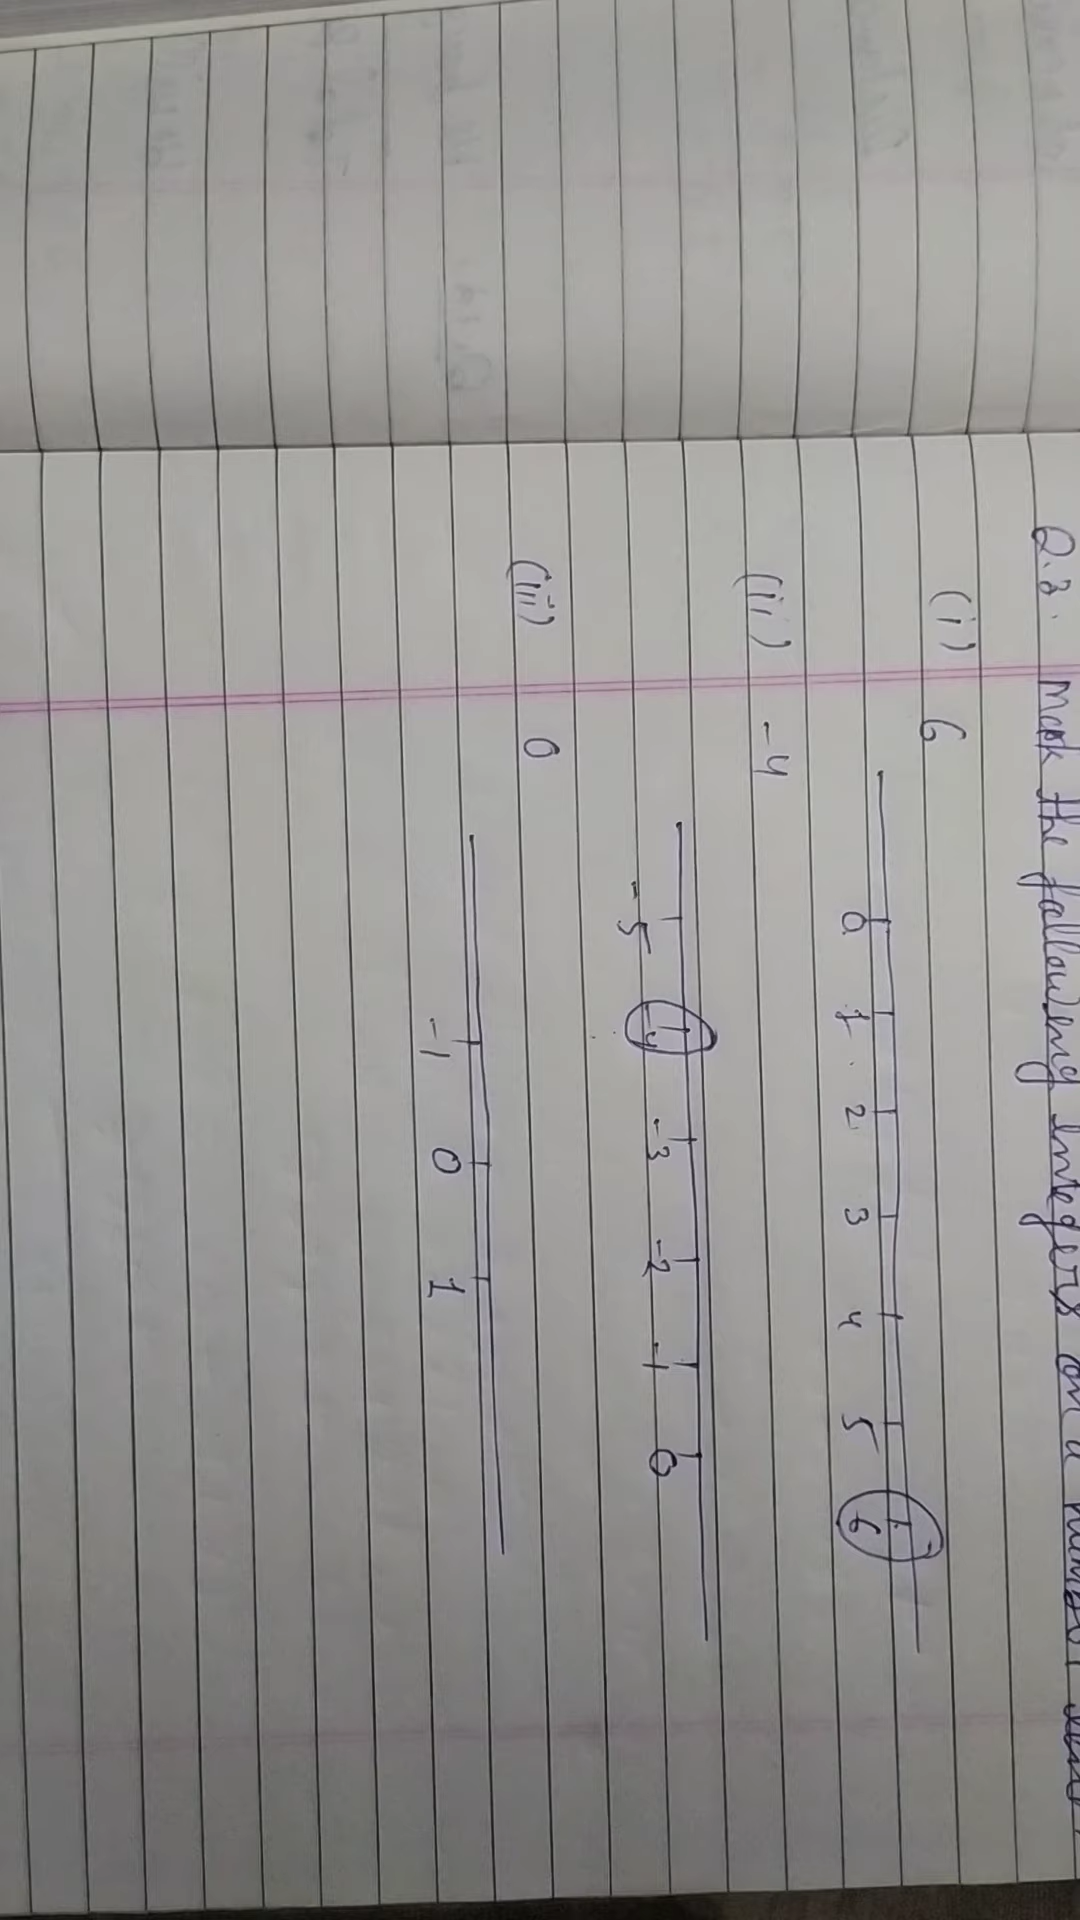 Q.3. Mark the following integers on a number line.
(i) 6
0 1 2 3 4 5 6
(ii) -4
-5 -4 -3 -2 -1 0
(iii) 0
-1 0 1